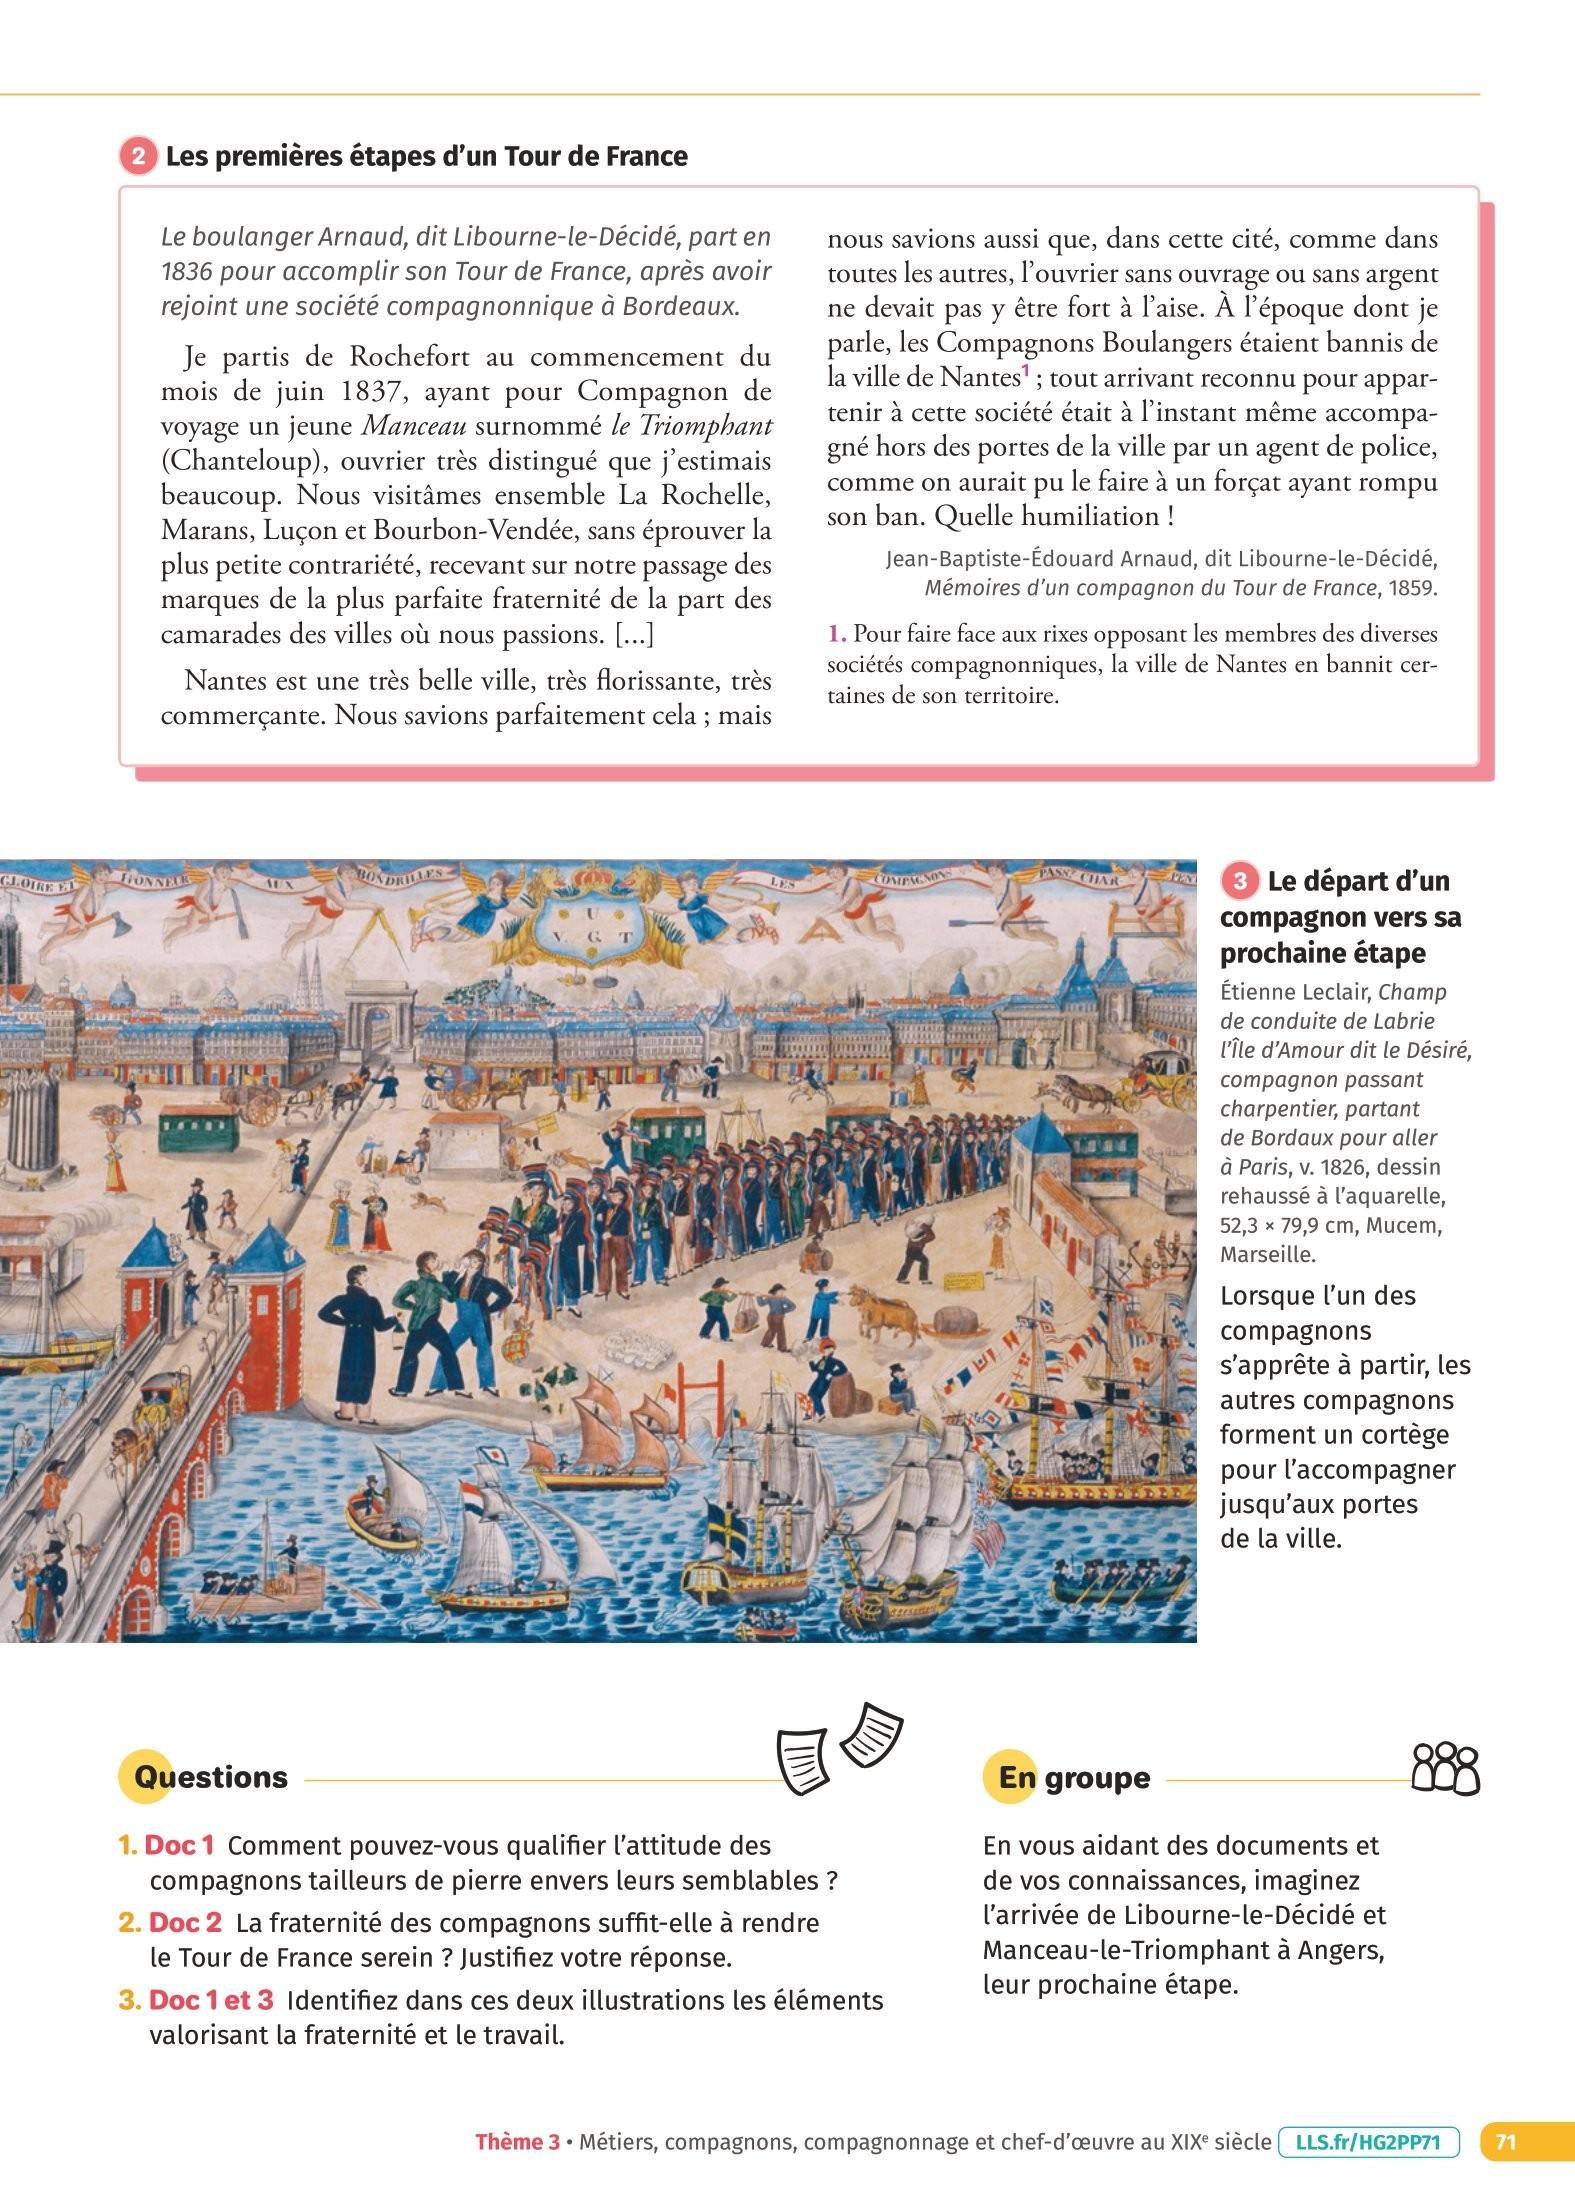 2 Les premières étapes d'un Tour de France
Le boulanger Arnaud, dit Libourne-le-Décidé, part en
1836 pour accomplir son Tour de France, après avoir
rejoint une société compagnonnique à Bordeaux.
Je partis de Rochefort au commencement du
mois de juin 1837, ayant pour Compagnon de
voyage un jeune Manceau surnommé le Triomphant
(Chanteloup), ouvrier très distingué que j'estimais
beaucoup. Nous visitâmes ensemble La Rochelle,
Marans, Luçon et Bourbon-Vendée, sans éprouver la
plus petite contrariété, recevant sur notre passage des
marques de la plus parfaite fraternité de la part des
camarades des villes où nous passions. [...]
Nantes est une très belle ville, très florissante, très
commerçante. Nous savions parfaitement cela ; mais
nous savions aussi que, dans cette cité, comme dans
toutes les autres, l'ouvrier sans ouvrage ou sans argent
ne devait pas y être fort à l'aise. À l'époque dont je
parle, les Compagnons Boulangers étaient bannis de
la ville de Nantes1 ; tout arrivant reconnu pour appar-
tenir à cette société était à l'instant même accompa-
gné hors des portes de la ville par un agent de police,
comme on aurait pu le faire à un forçat ayant rompu
son ban. Quelle humiliation !
Jean-Baptiste-Édouard Arnaud, dit Libourne-le-Décidé,
Mémoires d'un compagnon du Tour de France, 1859.
1. Pour faire face aux rixes opposant les membres des diverses
sociétés compagnonniques, la ville de Nantes en bannit cer-
taines de son territoire.
GLOIRE ET HONNEUR AUX BONDRILLES LES COMPAGNONS PASST CHAR PENT
U
V. G. T
3 Le départ d'un
compagnon vers sa
prochaine étape
Étienne Leclair, Champ
de conduite de Labrie
l'Île d'Amour dit le Désiré,
compagnon passant
charpentier, partant
de Bordaux pour aller
à Paris, v. 1826, dessin
rehaussé à l'aquarelle,
52,3 × 79,9 cm, Mucem,
Marseille.
Lorsque l'un des
compagnons
s'apprête à partir, les
autres compagnons
forment un cortège
pour l'accompagner
jusqu'aux portes
de la ville.
Questions
1. Doc 1 Comment pouvez-vous qualifier l'attitude des
compagnons tailleurs de pierre envers leurs semblables ?
2. Doc 2 La fraternité des compagnons suffit-elle à rendre
le Tour de France serein ? Justifiez votre réponse.
3. Doc 1 et 3 Identifiez dans ces deux illustrations les éléments
valorisant la fraternité et le travail.
En groupe
En vous aidant des documents et
de vos connaissances, imaginez
l'arrivée de Libourne-le-Décidé et
Manceau-le-Triomphant à Angers,
leur prochaine étape.
Thème 3 • Métiers, compagnons, compagnonnage et chef-d'œuvre au XIXe siècle LLS.fr/HG2PP71 71